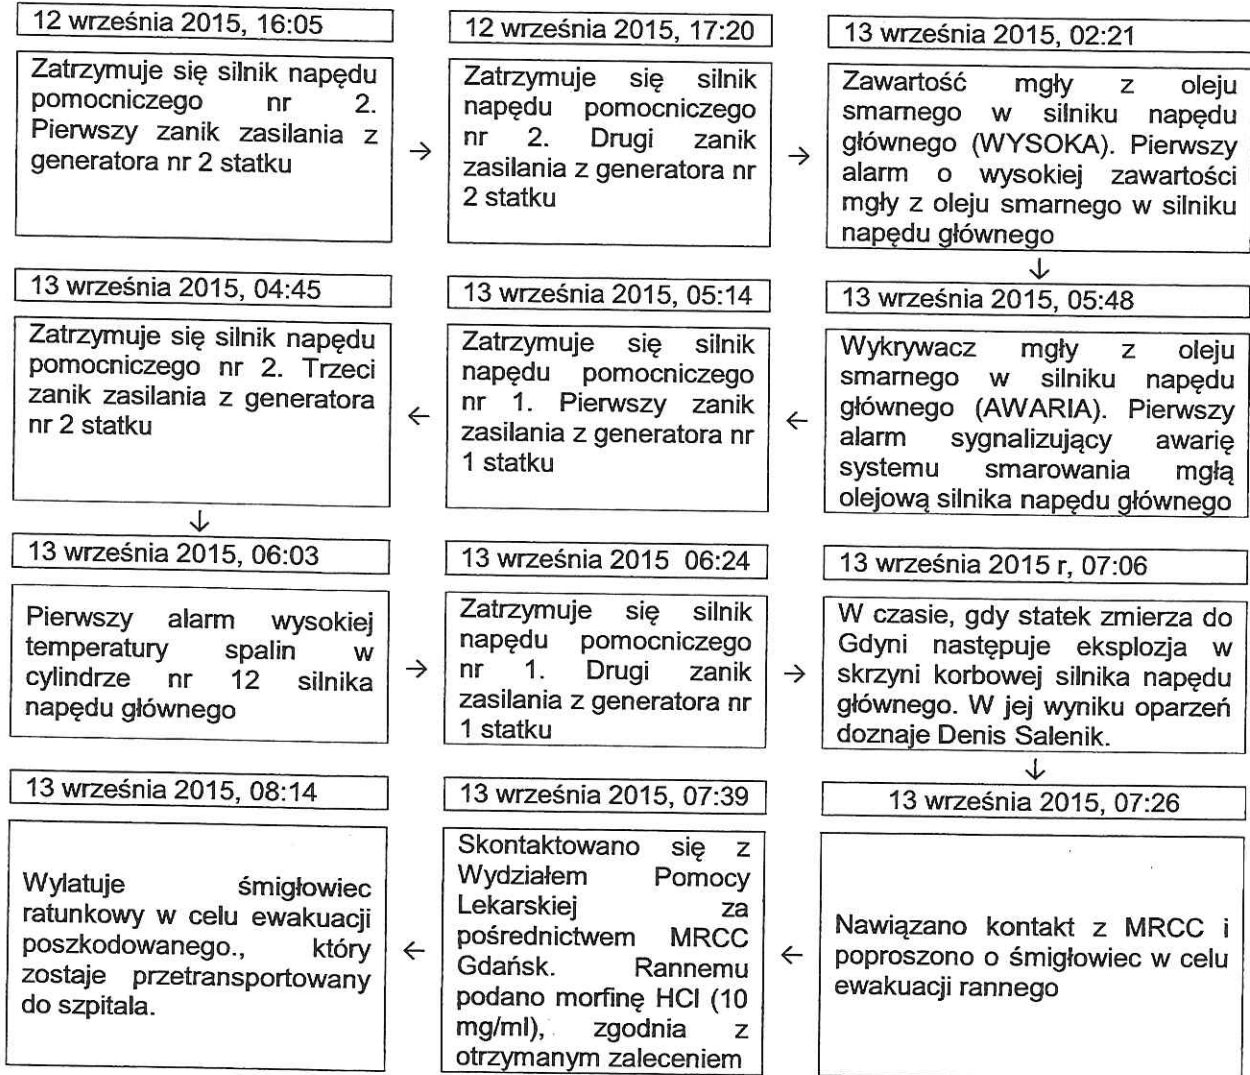 12 września 2015, 16:05
Zatrzymuje się silnik napędu
pomocniczego nr 2.
Pierwszy zanik zasilania z
generatora nr 2 statku
→
12 września 2015, 17:20
Zatrzymuje się silnik
napędu pomocniczego
nr 2. Drugi zanik
zasilania z generatora nr
2 statku
→
13 września 2015, 02:21
Zawartość mgły z oleju
smarnego w silniku napędu
głównego (WYSOKA). Pierwszy
alarm o wysokiej zawartości
mgły z oleju smarnego w silniku
napędu głównego
↓
13 września 2015, 05:48
Wykrywacz mgły z oleju
smarnego w silniku napędu
głównego (AWARIA). Pierwszy
alarm sygnalizujący awarię
systemu smarowania mgłą
olejową silnika napędu głównego
←
13 września 2015, 05:14
Zatrzymuje się silnik
napędu pomocniczego
nr 1. Pierwszy zanik
zasilania z generatora nr
1 statku
←
13 września 2015, 04:45
Zatrzymuje się silnik napędu
pomocniczego nr 2. Trzeci
zanik zasilania z generatora
nr 2 statku
↓
13 września 2015, 06:03
Pierwszy alarm wysokiej
temperatury spalin w
cylindrze nr 12 silnika
napędu głównego
→
13 września 2015 06:24
Zatrzymuje się silnik
napędu pomocniczego
nr 1. Drugi zanik
zasilania z generatora nr
1 statku
→
13 września 2015 r, 07:06
W czasie, gdy statek zmierza do
Gdyni następuje eksplozja w
skrzyni korbowej silnika napędu
głównego. W jej wyniku oparzeń
doznaje Denis Salenik.
↓
13 września 2015, 07:26
Nawiązano kontakt z MRCC i
poproszono o śmigłowiec w celu
ewakuacji rannego
←
13 września 2015, 07:39
Skontaktowano się z
Wydziałem Pomocy
Lekarskiej za
pośrednictwem MRCC
Gdańsk. Rannemu
podano morfinę HCl (10
mg/ml), zgodnia z
otrzymanym zaleceniem
←
13 września 2015, 08:14
Wylatuje śmigłowiec
ratunkowy w celu ewakuacji
poszkodowanego., który
zostaje przetransportowany
do szpitala.